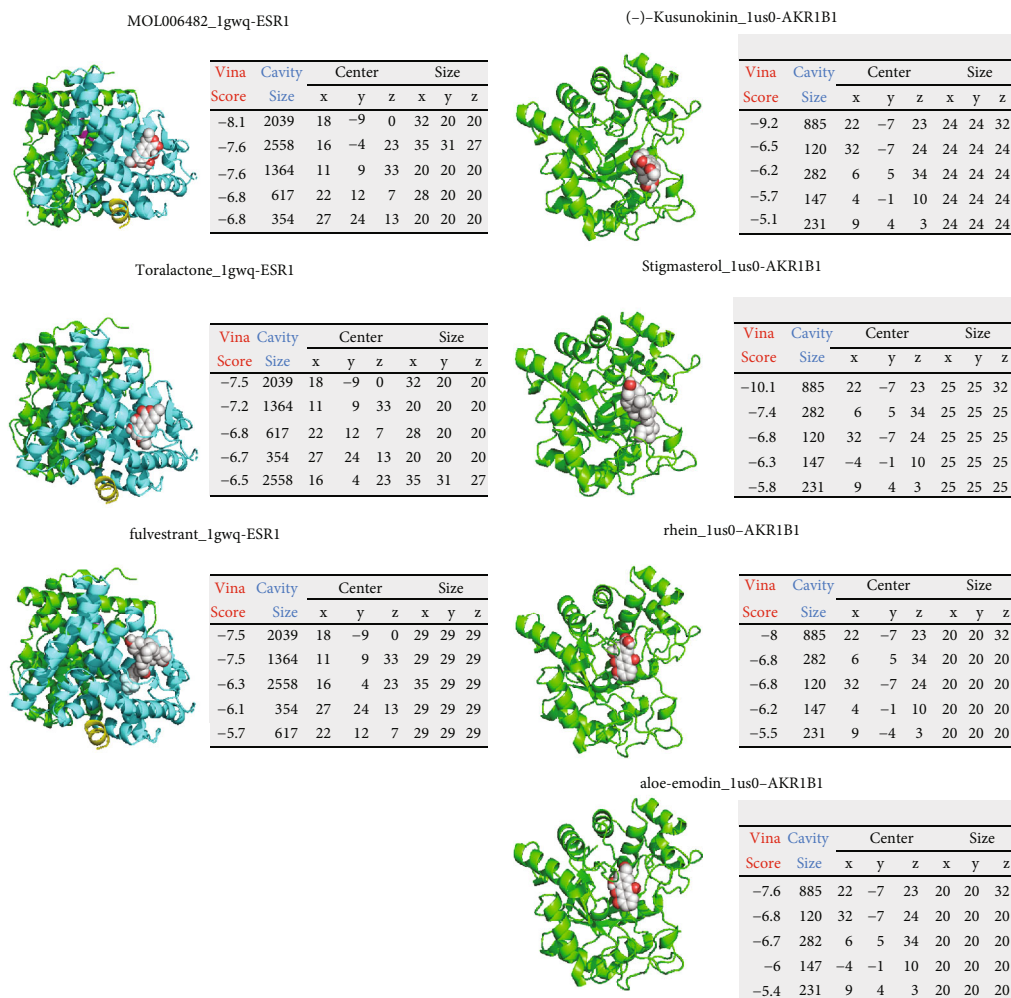 MOL006482_1gwq-ESR1
Vina Cavity Center Size
Score Size x y z x y z
−8.1 2039 18 −9 0 32 20 20
−7.6 2558 16 −4 23 35 31 27
−7.6 1364 11 9 33 20 20 20
−6.8 617 22 12 7 28 20 20
−6.8 354 27 24 13 20 20 20
Toralactone_1gwq-ESR1
Vina Cavity Center Size
Score Size x y z x y z
−7.5 2039 18 −9 0 32 20 20
−7.2 1364 11 9 33 20 20 20
−6.8 617 22 12 7 28 20 20
−6.7 354 27 24 13 20 20 20
−6.5 2558 16 4 23 35 31 27
fulvestrant_1gwq-ESR1
Vina Cavity Center Size
Score Size x y z x y z
−7.5 2039 18 −9 0 29 29 29
−7.5 1364 11 9 33 29 29 29
−6.3 2558 16 4 23 35 29 29
−6.1 354 27 24 13 29 29 29
−5.7 617 22 12 7 29 29 29
(−)−Kusunokinin_1us0-AKR1B1
Vina Cavity Center Size
Score Size x y z x y z
−9.2 885 22 −7 23 24 24 32
−6.5 120 32 −7 24 24 24 24
−6.2 282 6 5 34 24 24 24
−5.7 147 4 −1 10 24 24 24
−5.1 231 9 4 3 24 24 24
Stigmasterol_1us0-AKR1B1
Vina Cavity Center Size
Score Size x y z x y z
−10.1 885 22 −7 23 25 25 32
−7.4 282 6 5 34 25 25 25
−6.8 120 32 −7 24 25 25 25
−6.3 147 −4 −1 10 25 25 25
−5.8 231 9 4 3 25 25 25
rhein_1us0−AKR1B1
Vina Cavity Center Size
Score Size x y z x y z
−8 885 22 −7 23 20 20 32
−6.8 282 6 5 34 20 20 20
−6.8 120 32 −7 24 20 20 20
−6.2 147 4 −1 10 20 20 20
−5.5 231 9 −4 3 20 20 20
aloe-emodin_1us0−AKR1B1
Vina Cavity Center Size
Score Size x y z x y z
−7.6 885 22 −7 23 20 20 32
−6.8 120 32 −7 24 20 20 20
−6.7 282 6 5 34 20 20 20
−6 147 −4 −1 10 20 20 20
−5.4 231 9 4 3 20 20 20